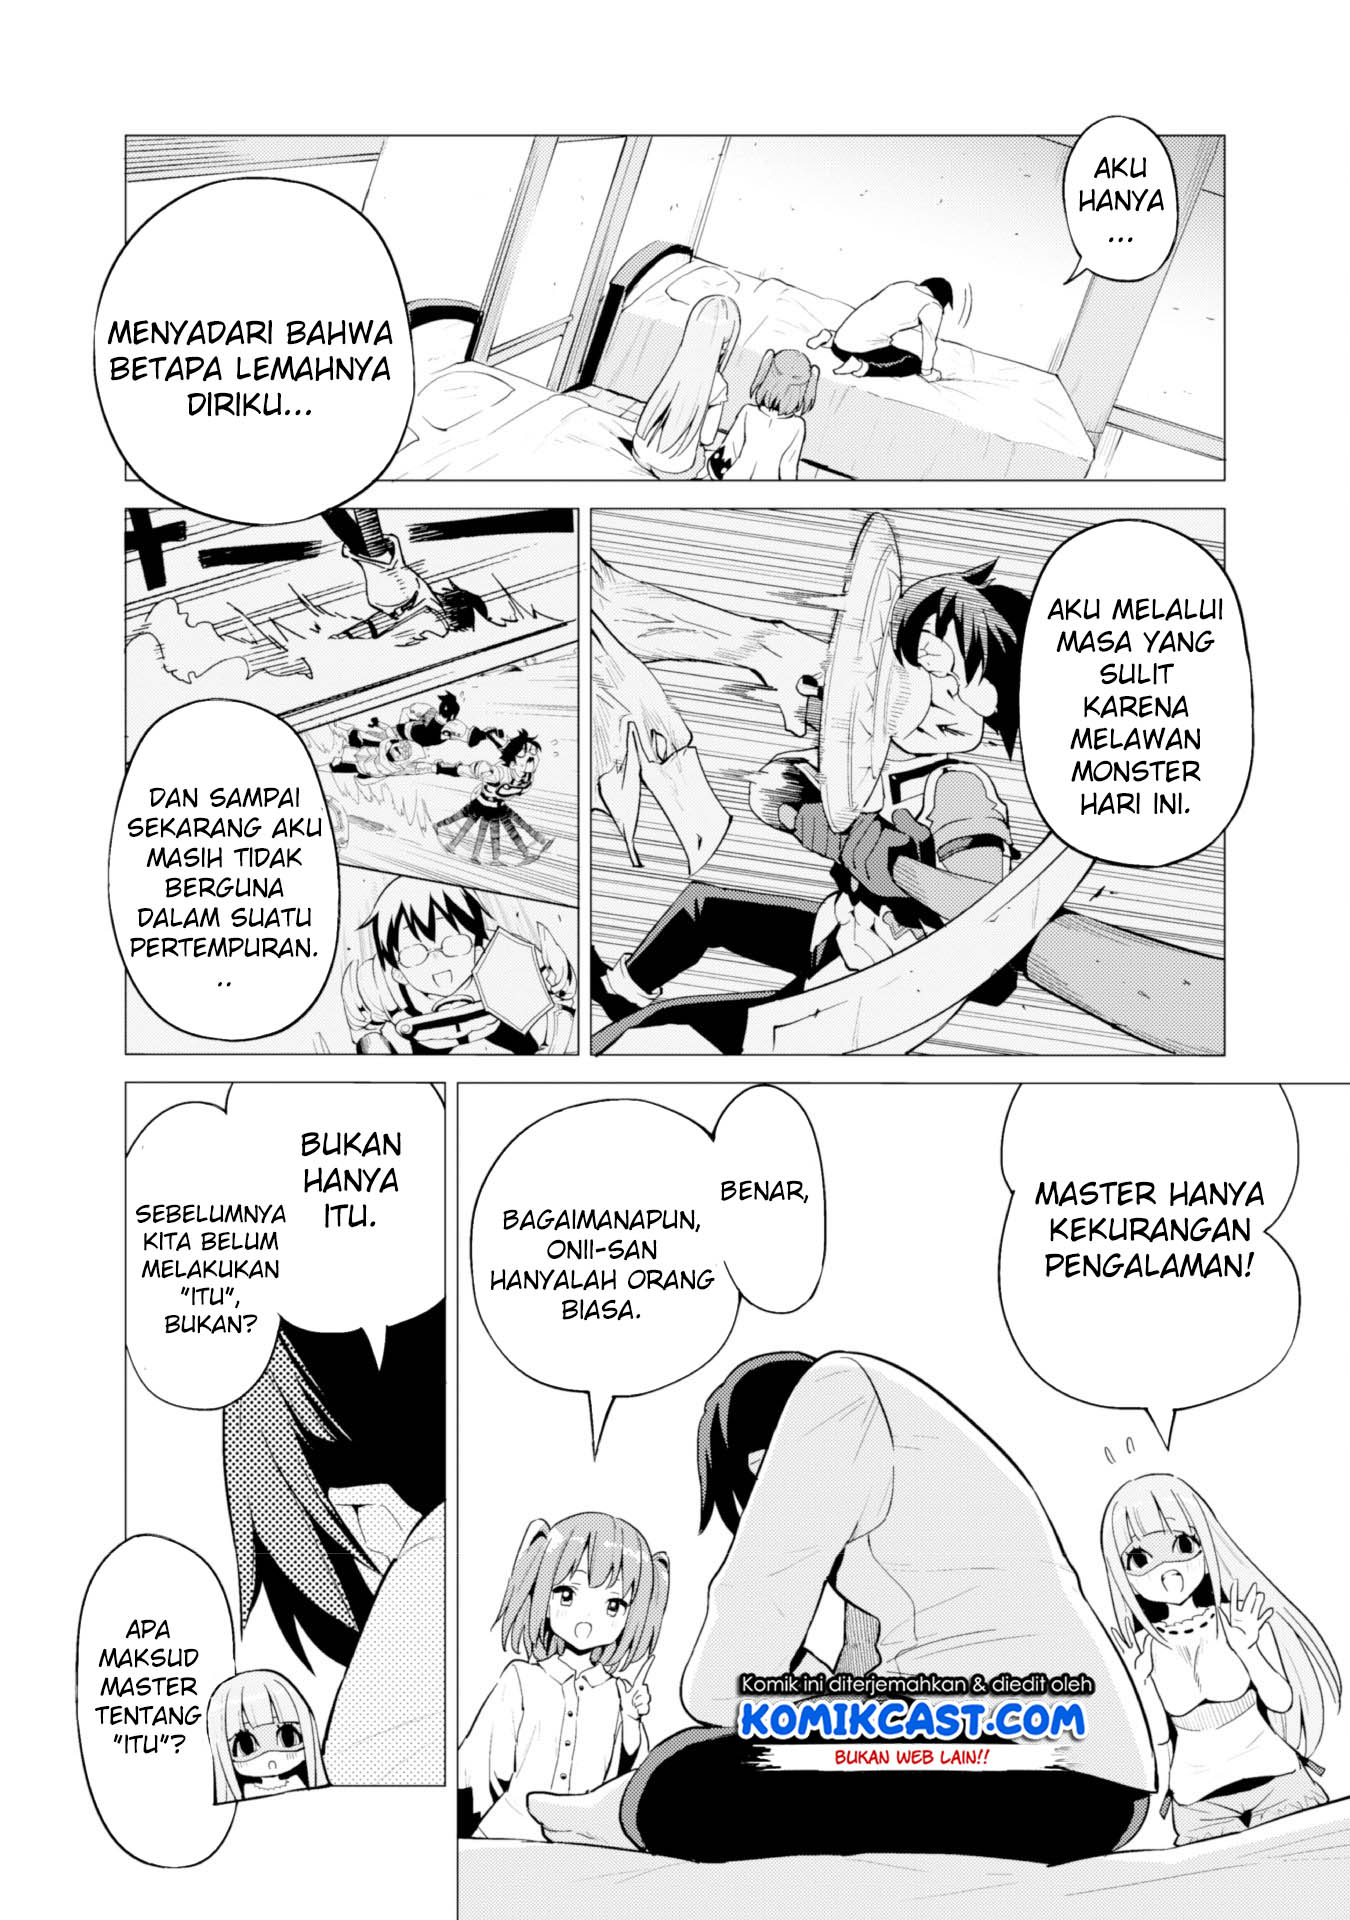 AKU
HANYA
...
MENYADARI BAHWA
BETAPA LEMAHNYA
DIRIKU...
AKU MELALUI
MASA YANG
SULIT
KARENA
MELAWAN
MONSTER
HARI INI.
DAN SAMPAI
SEKARANG AKU
MASIH TIDAK
BERGUNA
DALAM SUATU
PERTEMPURAN.
..
MASTER HANYA
KEKURANGAN
PENGALAMAN!
BENAR,
BAGAIMANAPUN,
ONII-SAN
HANYALAH ORANG
BIASA.
BUKAN
HANYA
ITU.
SEBELUMNYA
KITA BELUM
MELAKUKAN
"ITU",
BUKAN?
APA
MAKSUD
MASTER
TENTANG
"ITU"?
Komik ini diterjemahkan & diedit oleh
KOMIKCAST.COM
BUKAN WEB LAIN!!